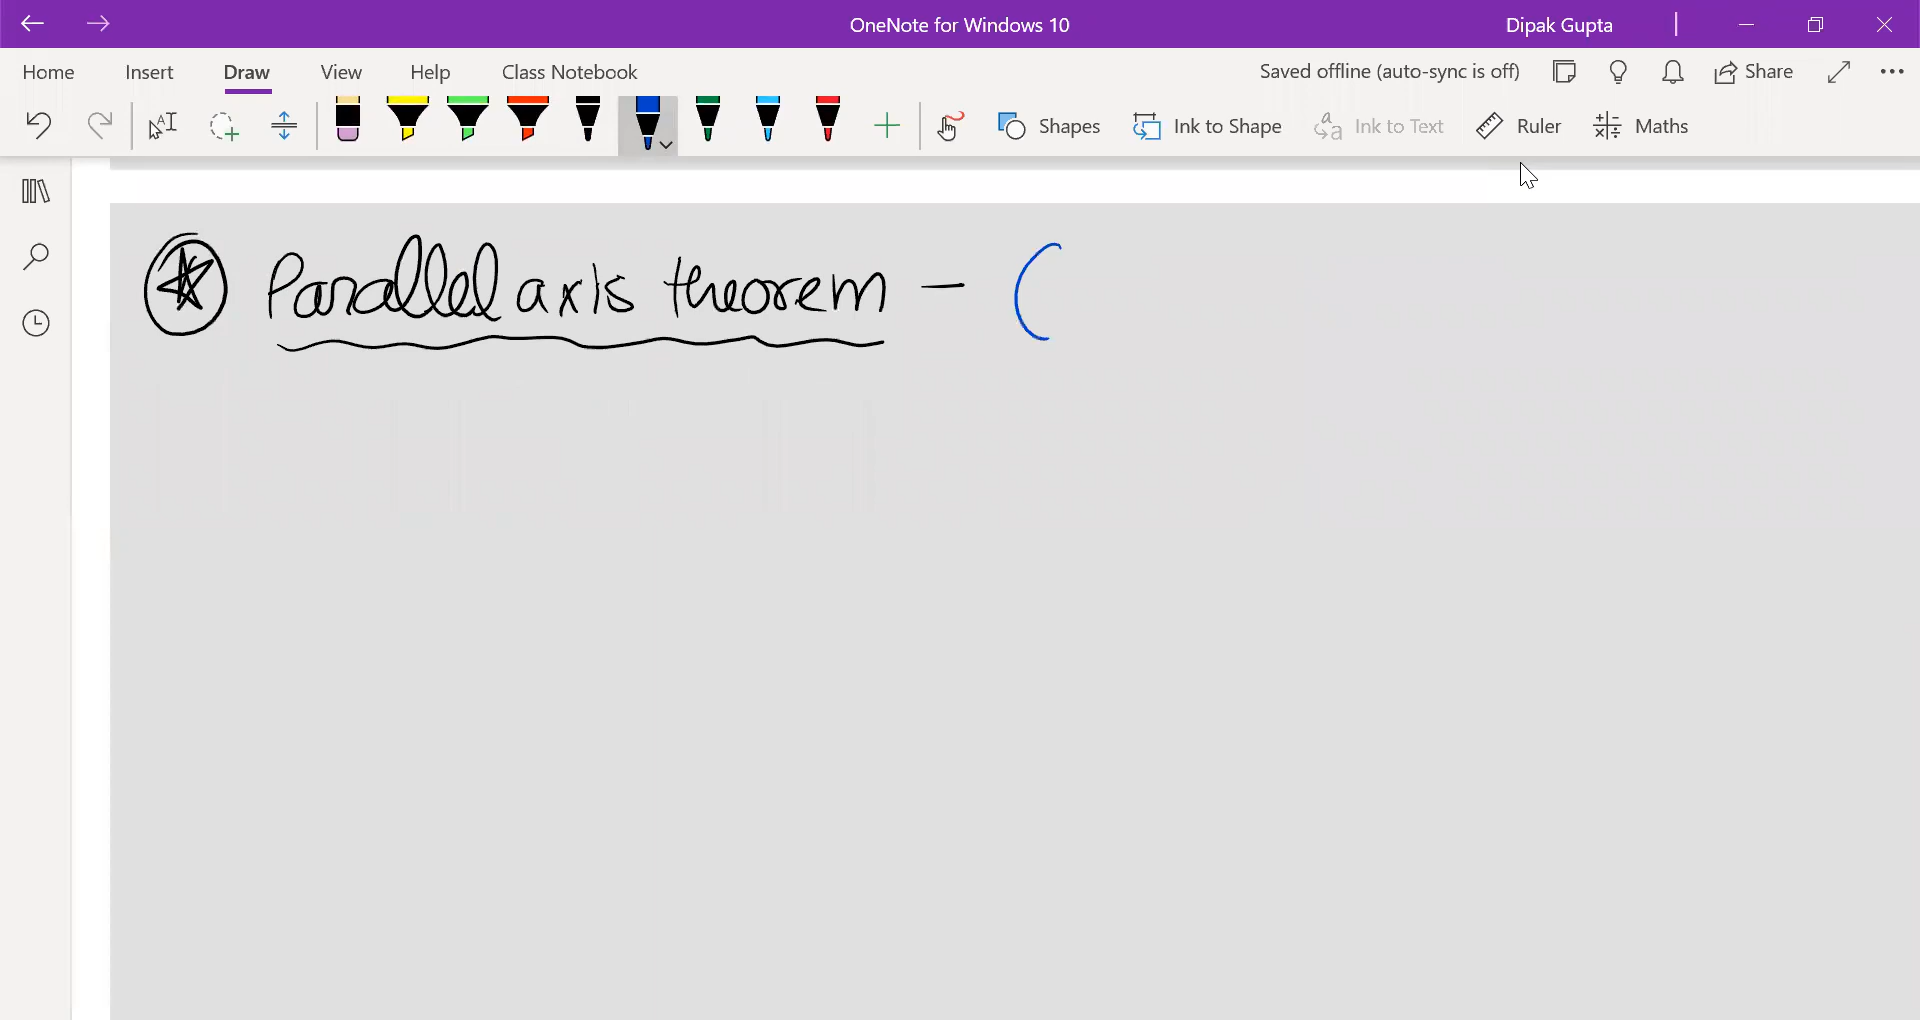 OneNote for Windows 10
Dipak Gupta
Home Insert Draw View Help Class Notebook Saved offline (auto-sync is off) Share
Shapes Ink to Shape Ink to Text Ruler Maths
Parallel axis theorem - (